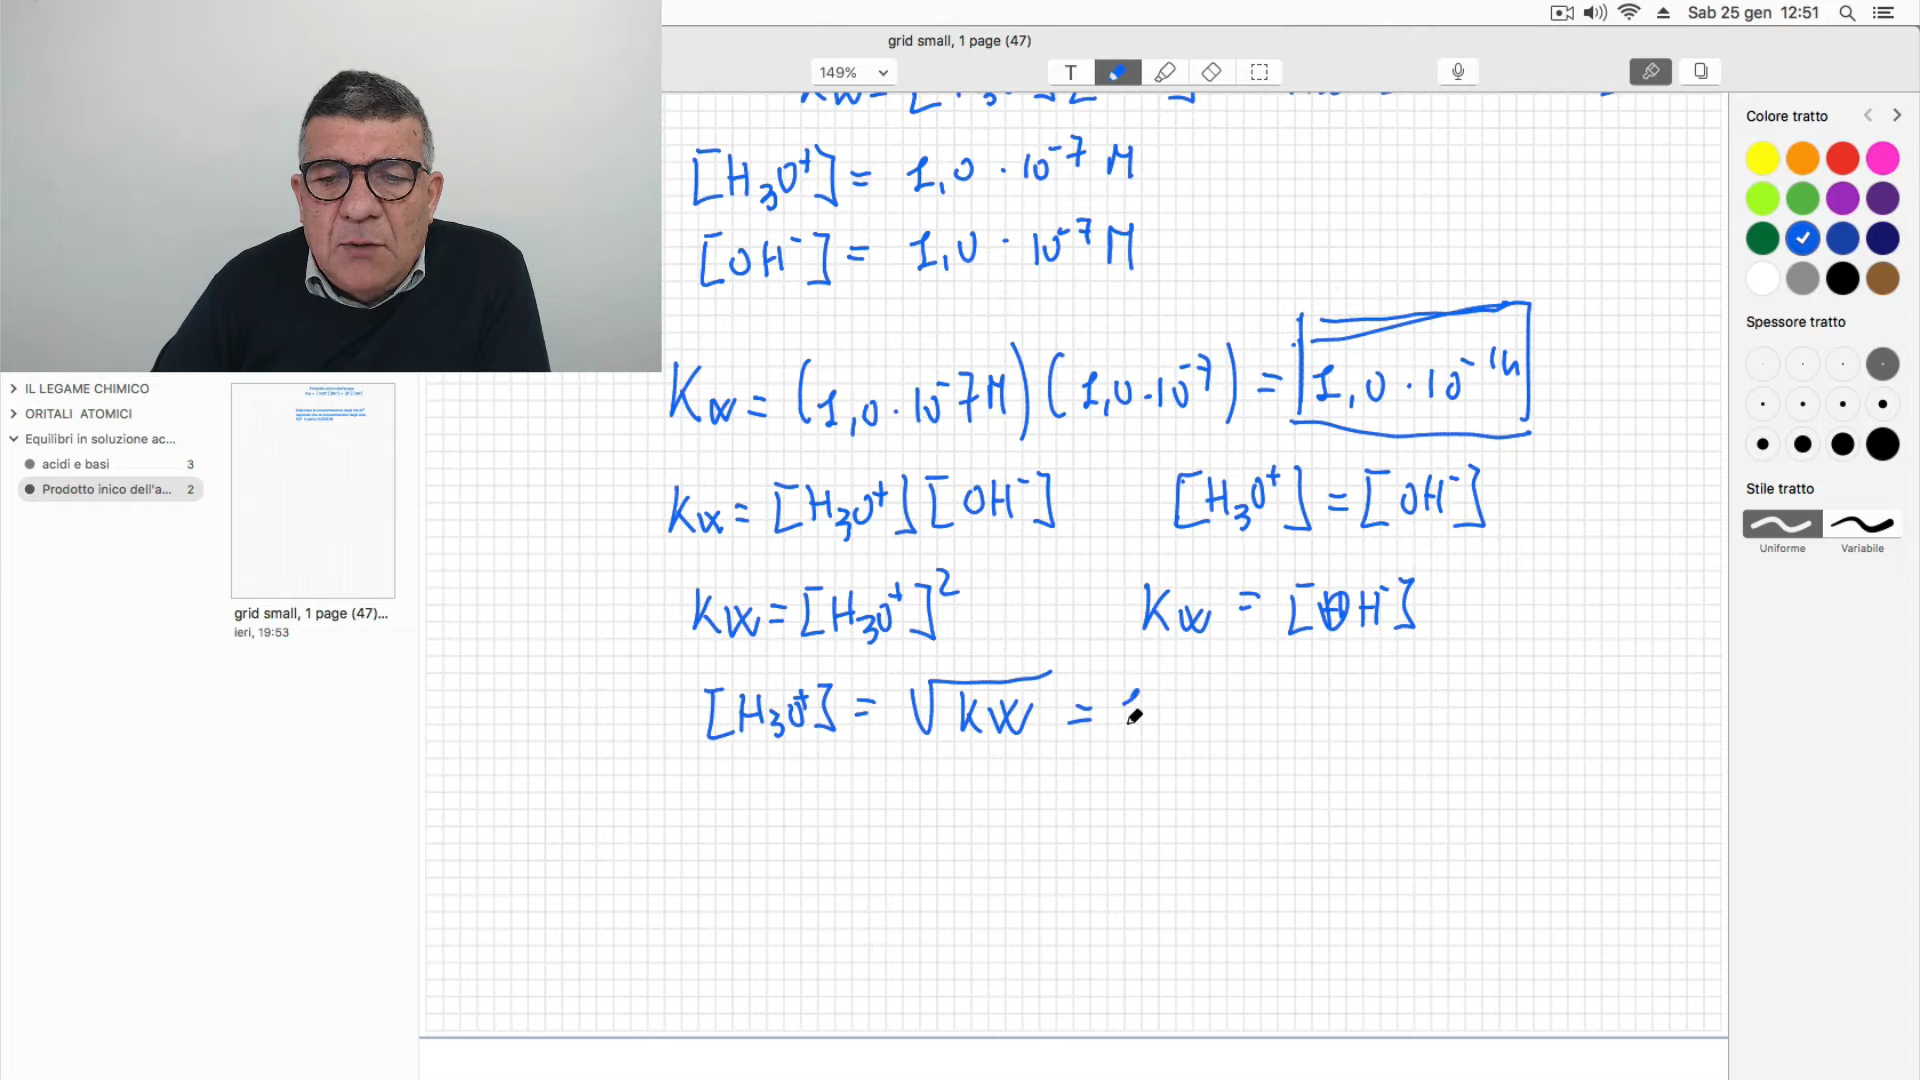 Sab 25 gen 12:51
grid small, 1 page (47)
149%
T
[H₃O⁺] = 1,0 · 10⁻⁷ M
[OH⁻] = 1,0 · 10⁻⁷ M
Kw = (1,0 · 10⁻⁷ M) (1,0 · 10⁻⁷) = 1,0 · 10⁻¹⁴
Kw = [H₃O⁺] [OH⁻] [H₃O⁺] = [OH⁻]
Kw = [H₃O⁺]² Kw = [OH⁻]
[H₃O⁺] = √Kw =
IL LEGAME CHIMICO
ORITALI ATOMICI
Equilibri in soluzione ac...
acidi e basi 3
Prodotto inico dell'a... 2
grid small, 1 page (47)...
ieri, 19:53
Colore tratto
Spessore tratto
Stile tratto
Uniforme Variabile